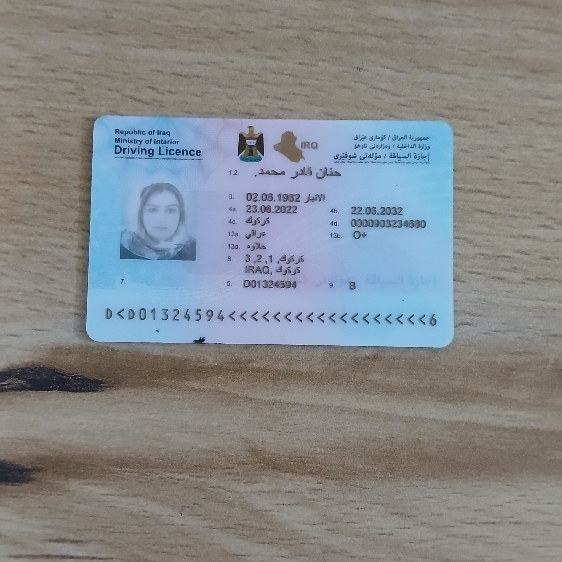 Republic of Iraq
Ministry of Interior
Driving Licence
IRQ
جمهورية العراق / كۆماری عێراق
وزارة الداخلية / وەزارەتی ناوخۆ
إجازة السياقة / مۆڵەتی شوفێری
1,2. حنان قادر محمد.
3. 02.06.1982 الانبار
4a. 23.06.2022 4b. 22.06.2032
4c. كركوك 4d.
13a. عراقي 13b. O+
13d. حلاوه
8. كركوك, 1, 2, 3
كركوك, IRAQ
5. D01324594 9. B
7.
D<D01324594<<<<<<<<<<<<<<<<<<6